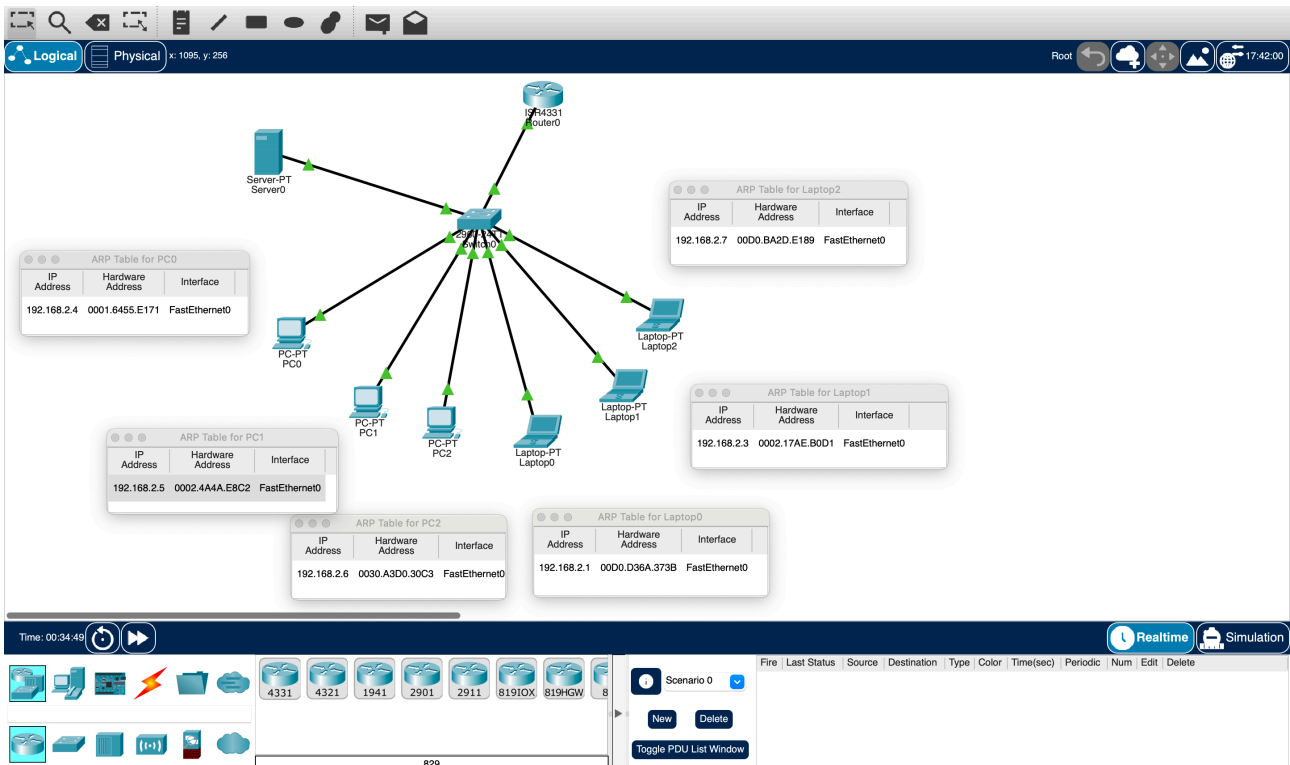 Logical
Physical
x: 1095, y: 256
Root
17:42:00
ISR4331
Router0
Server-PT
Server0
2960-24TT
Switch0
ARP Table for Laptop2
IP Address Hardware Address Interface
192.168.2.7 00D0.BA2D.E189 FastEthernet0
ARP Table for PC0
IP Address Hardware Address Interface
192.168.2.4 0001.6455.E171 FastEthernet0
PC-PT
PC0
Laptop-PT
Laptop2
PC-PT
PC1
PC-PT
PC2
Laptop-PT
Laptop0
Laptop-PT
Laptop1
ARP Table for Laptop1
IP Address Hardware Address Interface
192.168.2.3 0002.17AE.B0D1 FastEthernet0
ARP Table for PC1
IP Address Hardware Address Interface
192.168.2.5 0002.4A4A.E8C2 FastEthernet0
ARP Table for PC2
IP Address Hardware Address Interface
192.168.2.6 0030.A3D0.30C3 FastEthernet0
ARP Table for Laptop0
IP Address Hardware Address Interface
192.168.2.1 00D0.D36A.373B FastEthernet0
Time: 00:34:49
Realtime
Simulation
4331 4321 1941 2901 2911 819IOX 819HGW 8
829
Scenario 0
New
Delete
Toggle PDU List Window
Fire Last Status Source Destination Type Color Time(sec) Periodic Num Edit Delete